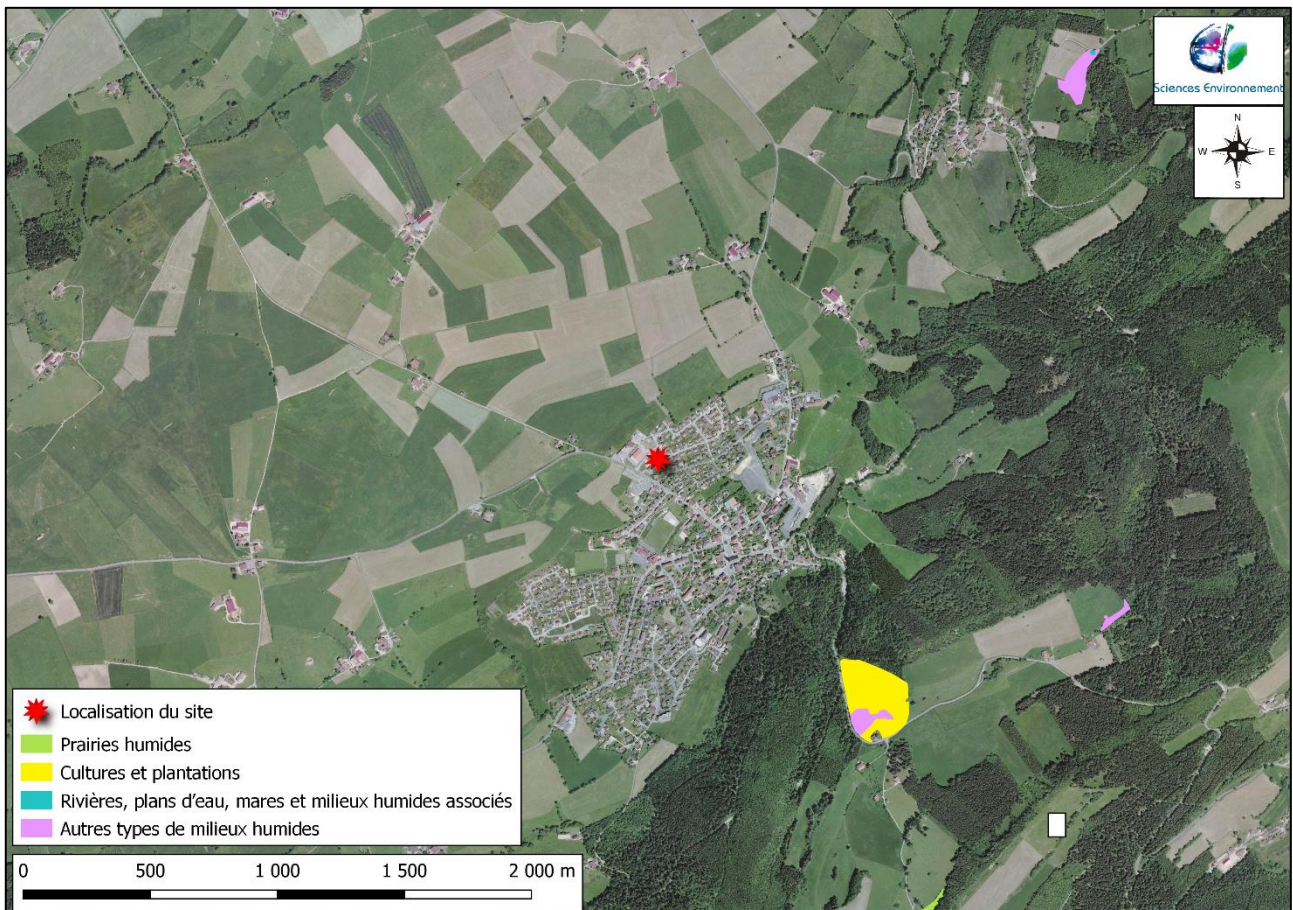 Sciences Environnement
N
W E
S
Localisation du site
Prairies humides
Cultures et plantations
Rivières, plans d'eau, mares et milieux humides associés
Autres types de milieux humides
0 500 1 000 1 500 2 000 m